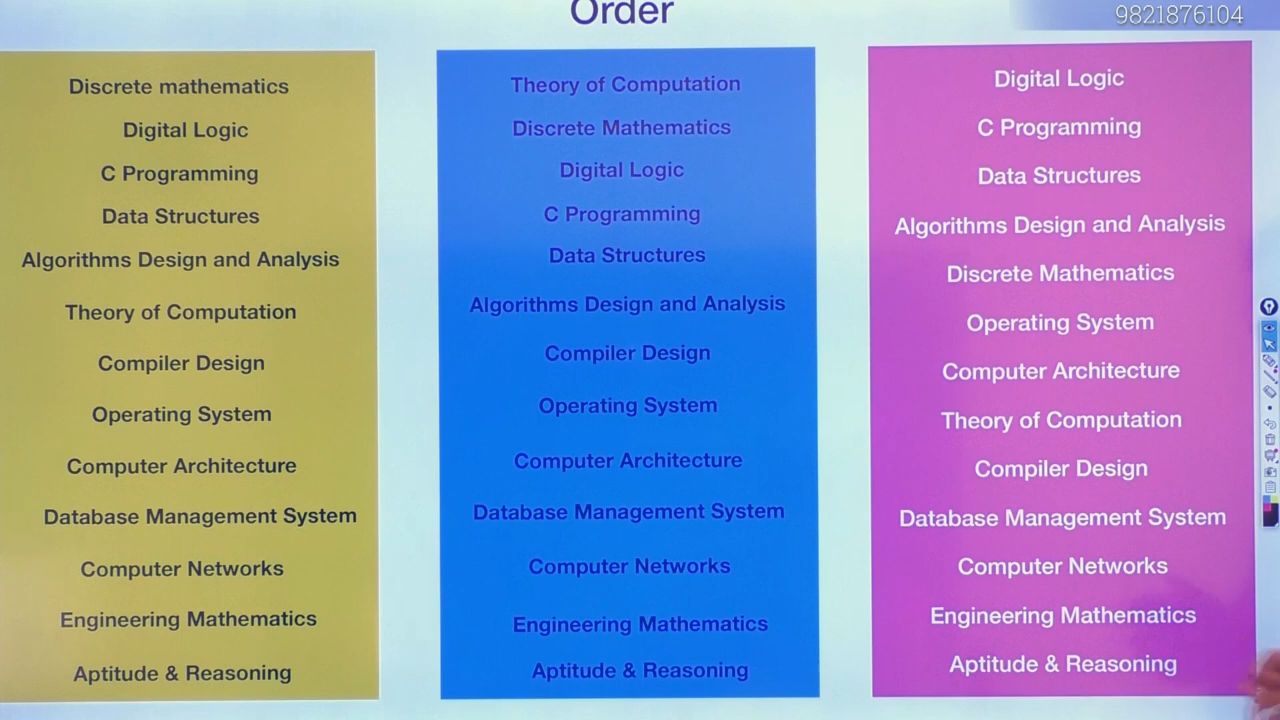 Order
9821876104
Discrete mathematics
Digital Logic
C Programming
Data Structures
Algorithms Design and Analysis
Theory of Computation
Compiler Design
Operating System
Computer Architecture
Database Management System
Computer Networks
Engineering Mathematics
Aptitude & Reasoning
Theory of Computation
Discrete Mathematics
Digital Logic
C Programming
Data Structures
Algorithms Design and Analysis
Compiler Design
Operating System
Computer Architecture
Database Management System
Computer Networks
Engineering Mathematics
Aptitude & Reasoning
Digital Logic
C Programming
Data Structures
Algorithms Design and Analysis
Discrete Mathematics
Operating System
Computer Architecture
Theory of Computation
Compiler Design
Database Management System
Computer Networks
Engineering Mathematics
Aptitude & Reasoning